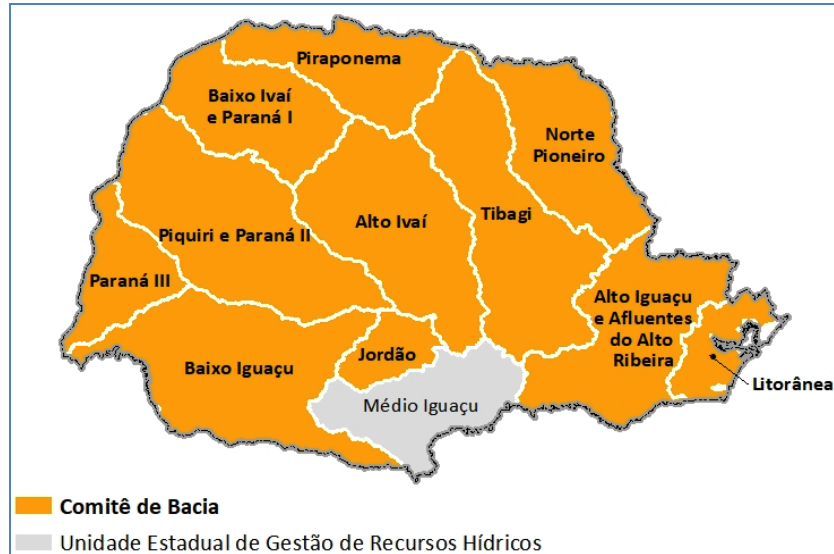 Piraponema
Baixo Ivaí
e Paraná I
Norte
Pioneiro
Piquiri e Paraná II
Alto Ivaí
Tibagi
Paraná III
Alto Iguaçu
e Afluentes
do Alto
Ribeira
Baixo Iguaçu
Jordão
Médio Iguaçu
Litorânea
Comitê de Bacia
Unidade Estadual de Gestão de Recursos Hídricos